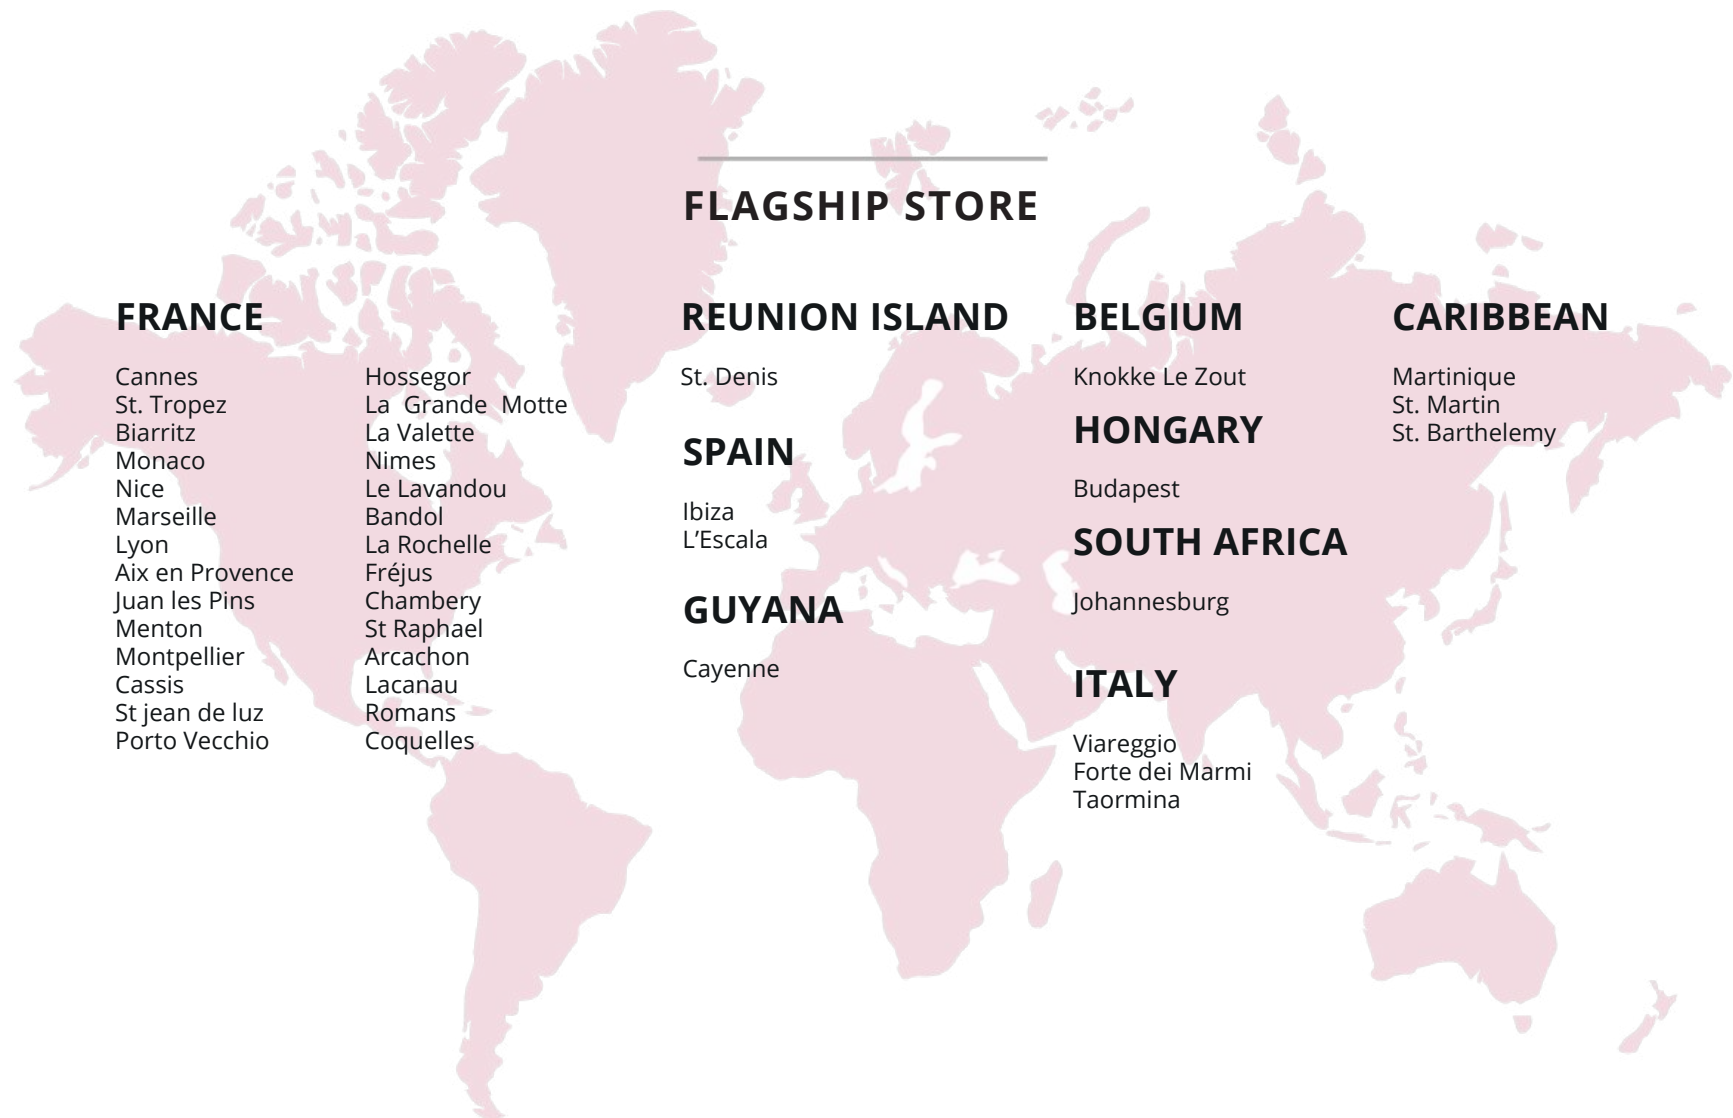 FLAGSHIP STORE
FRANCE
Cannes
St. Tropez
Biarritz
Monaco
Nice
Marseille
Lyon
Aix en Provence
Juan les Pins
Menton
Montpellier
Cassis
St jean de luz
Porto Vecchio
Hossegor
La Grande Motte
La Valette
Nimes
Le Lavandou
Bandol
La Rochelle
Fréjus
Chambery
St Raphael
Arcachon
Lacanau
Romans
Coquelles
REUNION ISLAND
St. Denis
SPAIN
Ibiza
L’Escala
GUYANA
Cayenne
BELGIUM
Knokke Le Zout
HONGARY
Budapest
SOUTH AFRICA
Johannesburg
ITALY
Viareggio
Forte dei Marmi
Taormina
CARIBBEAN
Martinique
St. Martin
St. Barthelemy